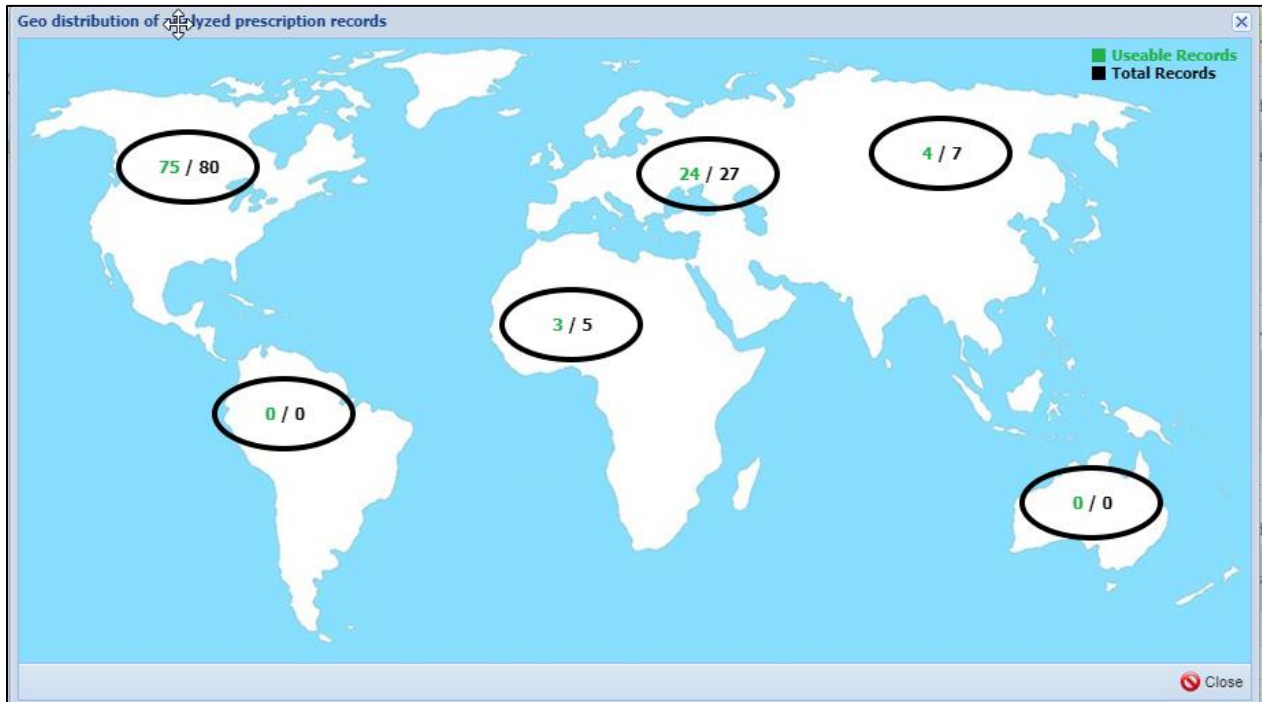 Geo distribution of analyzed prescription records
Useable Records
Total Records
75 / 80
24 / 27
4 / 7
3 / 5
0 / 0
0 / 0
Close